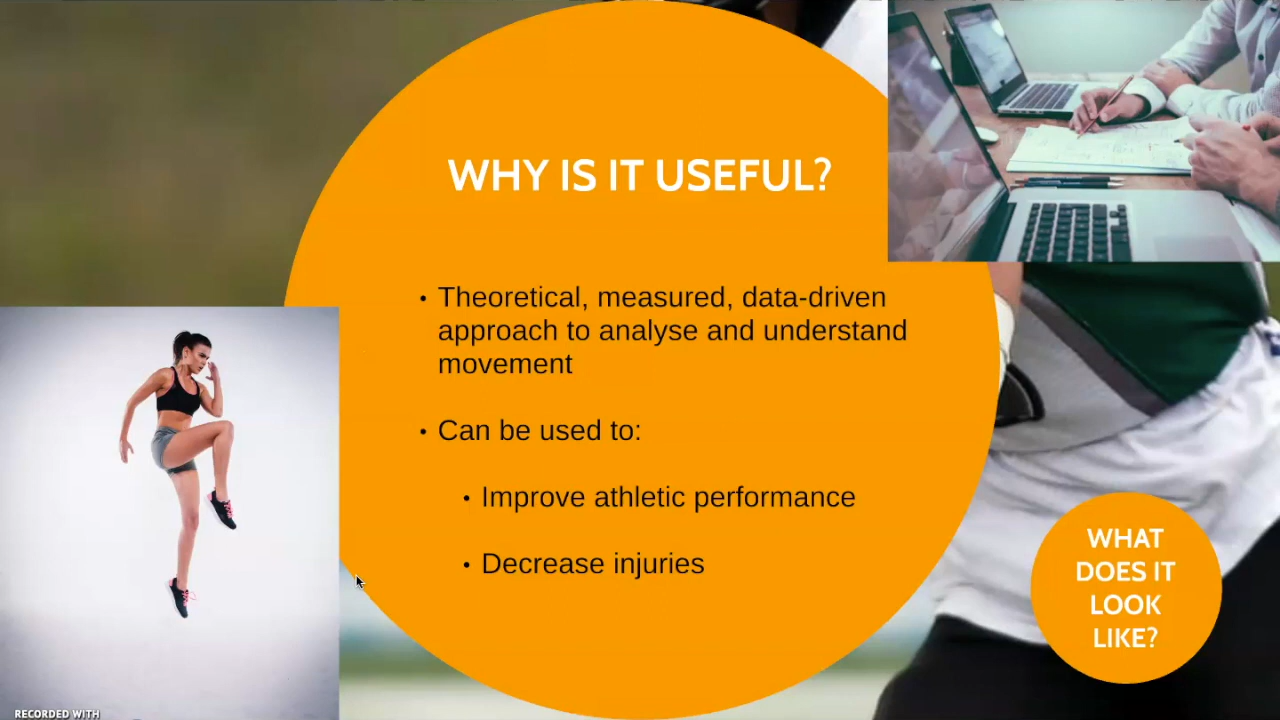 WHY IS IT USEFUL?
• Theoretical, measured, data-driven
approach to analyse and understand
movement
• Can be used to:
• Improve athletic performance
• Decrease injuries
WHAT
DOES IT
LOOK
LIKE?
RECORDED WITH